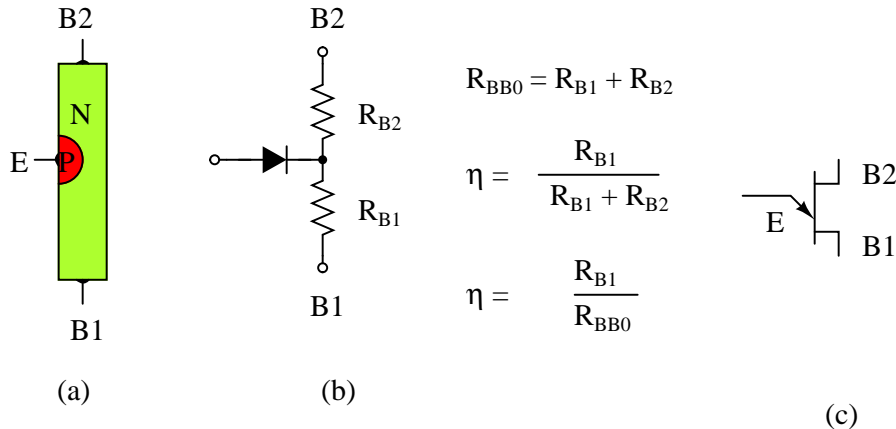 B2
N
E
P
B1
(a)
B2
R_B2
R_B1
B1
(b)
R_BB0 = R_B1 + R_B2
η = R_B1 / R_B1 + R_B2
η = R_B1 / R_BB0
B2
E
B1
(c)